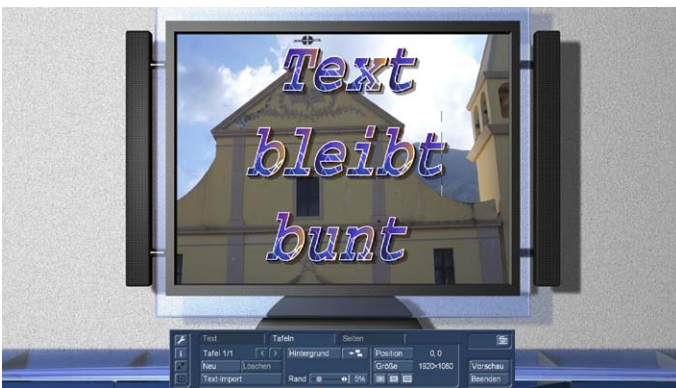 Text
bleibt
bunt
Text Tafeln Seiten
Tafel 1/1 < > Hintergrund Position 0, 0
Neu Löschen Größe 1920×1080 Vorschau
Text-Import Rand 5% Beenden